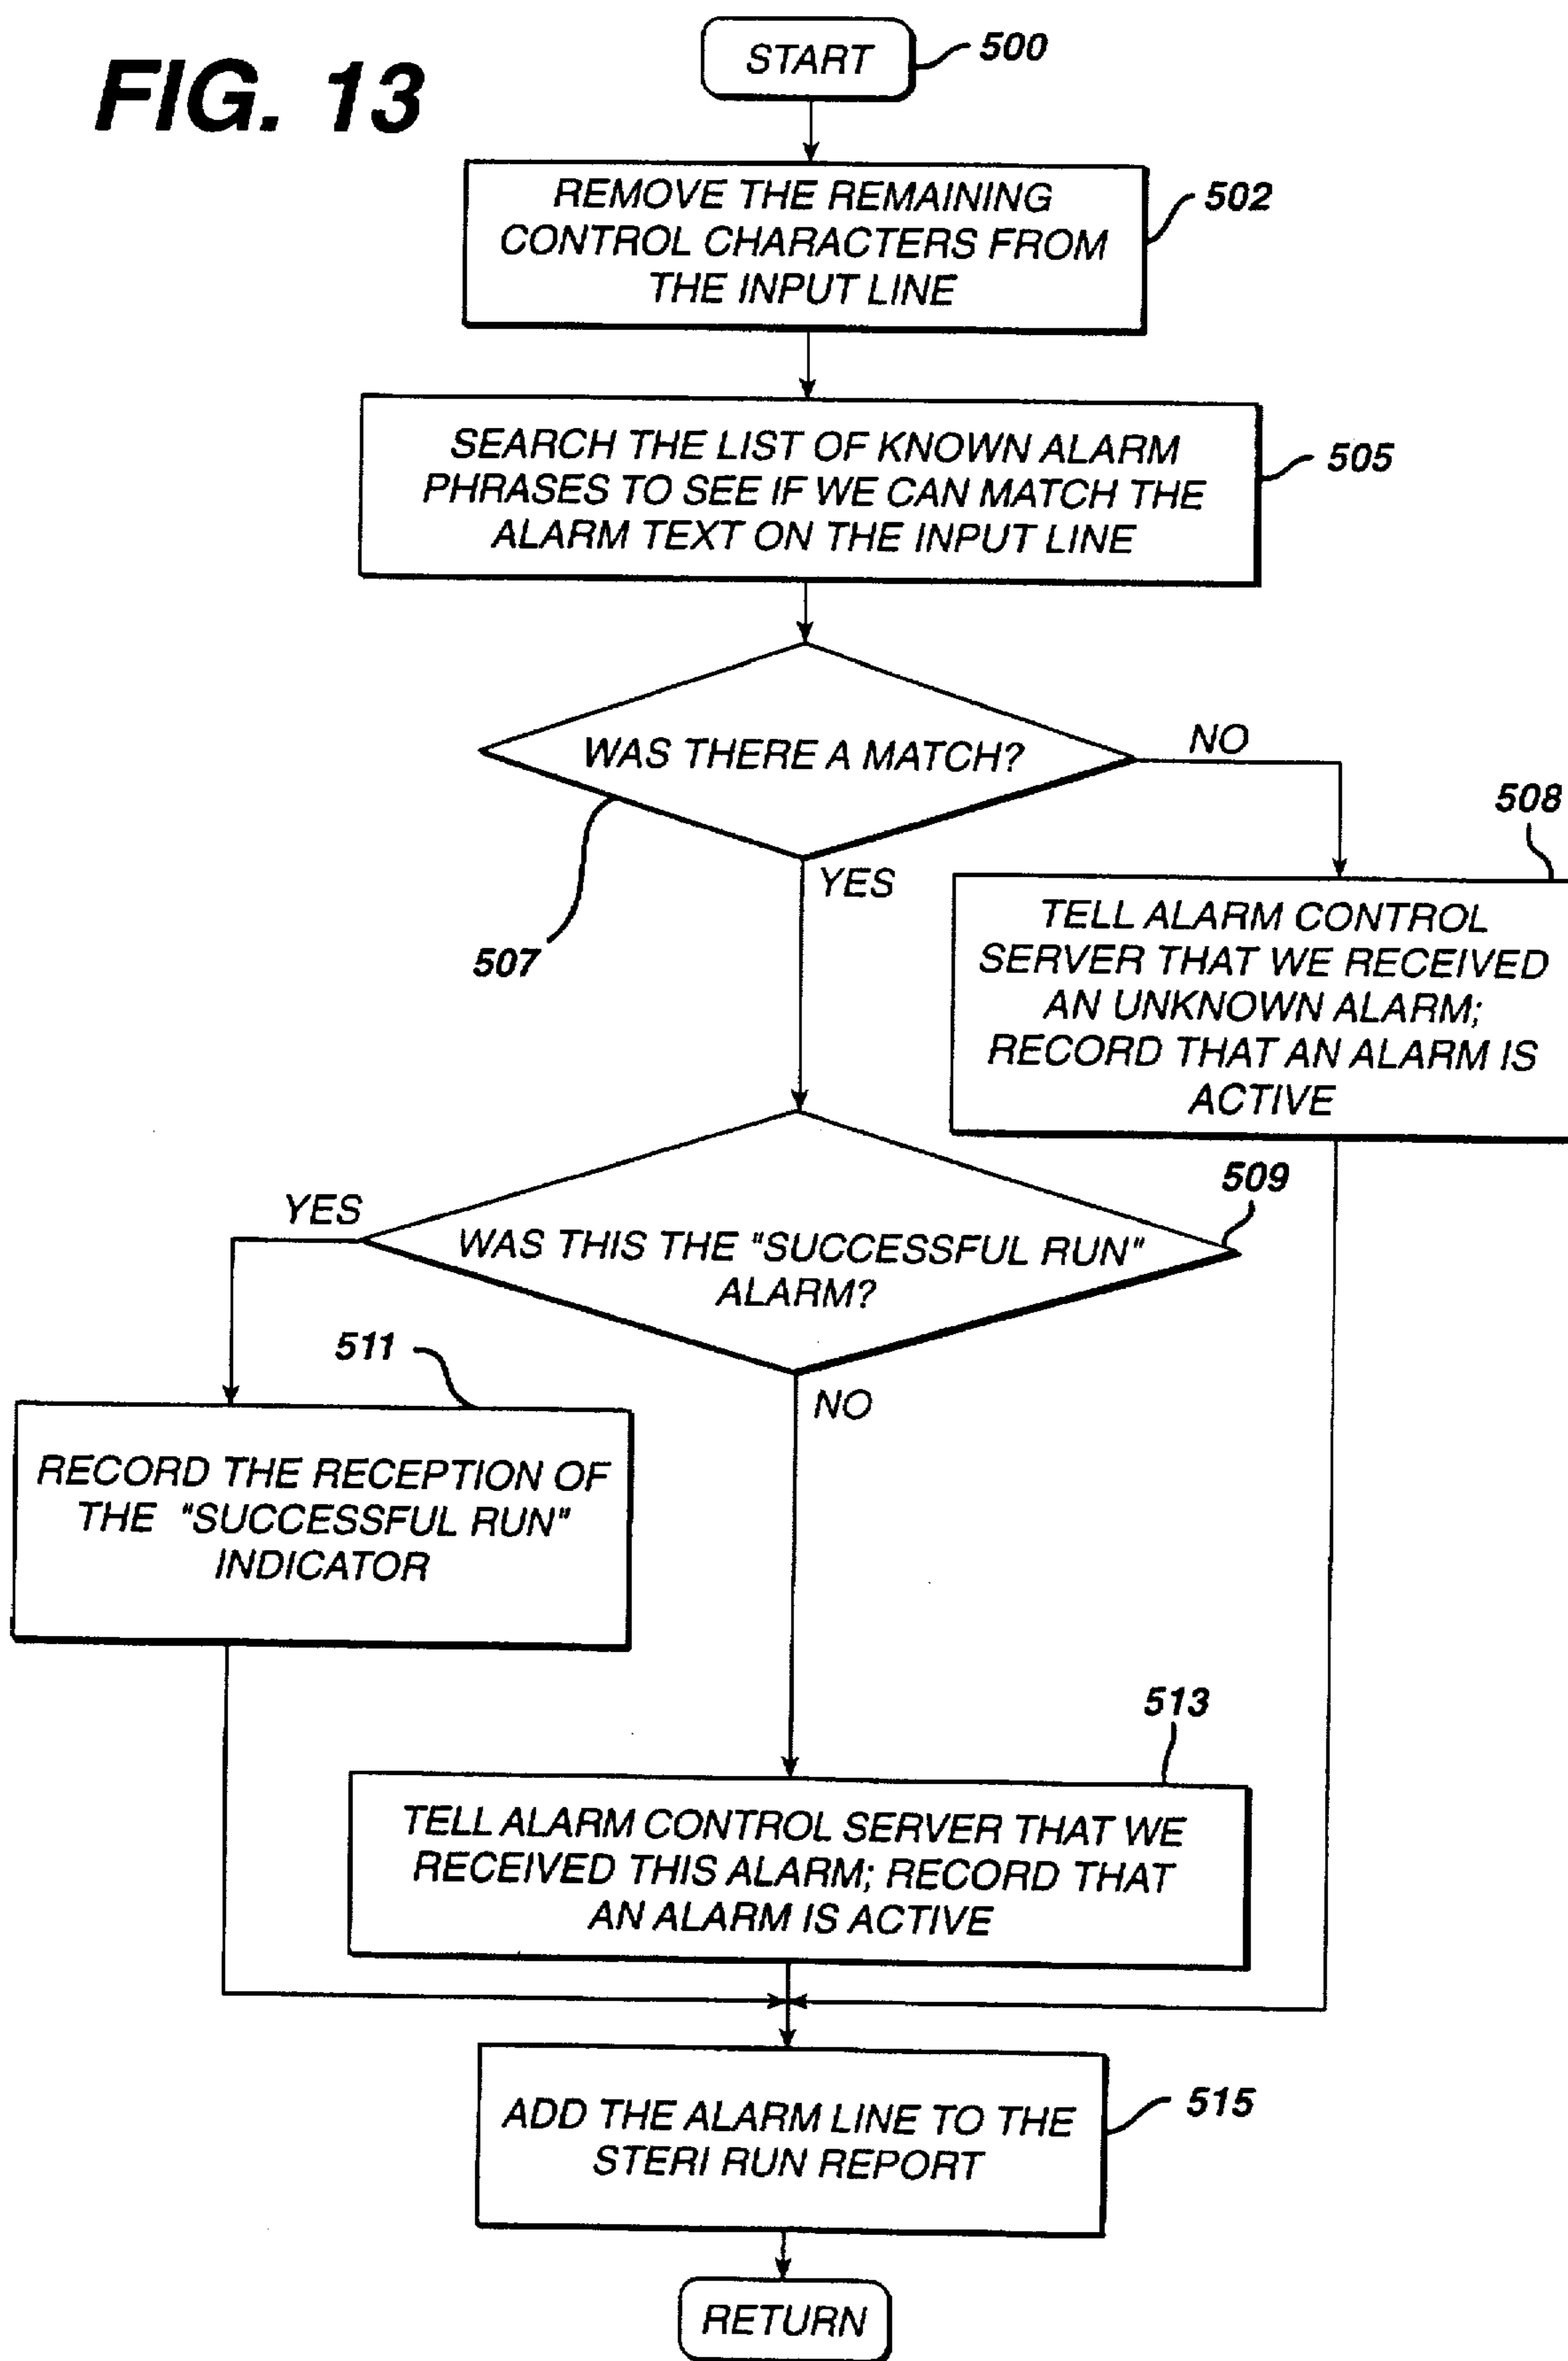 FIG. 13
START
500
REMOVE THE REMAINING
CONTROL CHARACTERS FROM
THE INPUT LINE
502
SEARCH THE LIST OF KNOWN ALARM
PHRASES TO SEE IF WE CAN MATCH THE
ALARM TEXT ON THE INPUT LINE
505
WAS THERE A MATCH?
NO
507
YES
508
TELL ALARM CONTROL
SERVER THAT WE RECEIVED
AN UNKNOWN ALARM;
RECORD THAT AN ALARM IS
ACTIVE
509
YES
WAS THIS THE "SUCCESSFUL RUN"
ALARM?
NO
511
RECORD THE RECEPTION OF
THE "SUCCESSFUL RUN"
INDICATOR
513
TELL ALARM CONTROL SERVER THAT WE
RECEIVED THIS ALARM; RECORD THAT
AN ALARM IS ACTIVE
ADD THE ALARM LINE TO THE
STERI RUN REPORT
515
RETURN